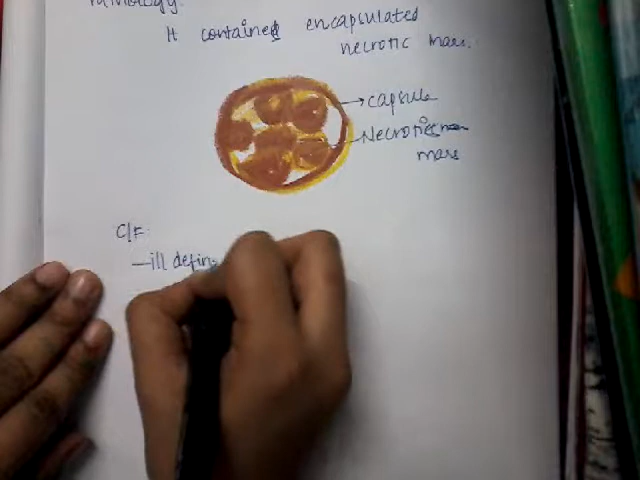 It contained encapsulated
necrotic mass.
capsule
Necrotic
mass
C/F:
—ill defin